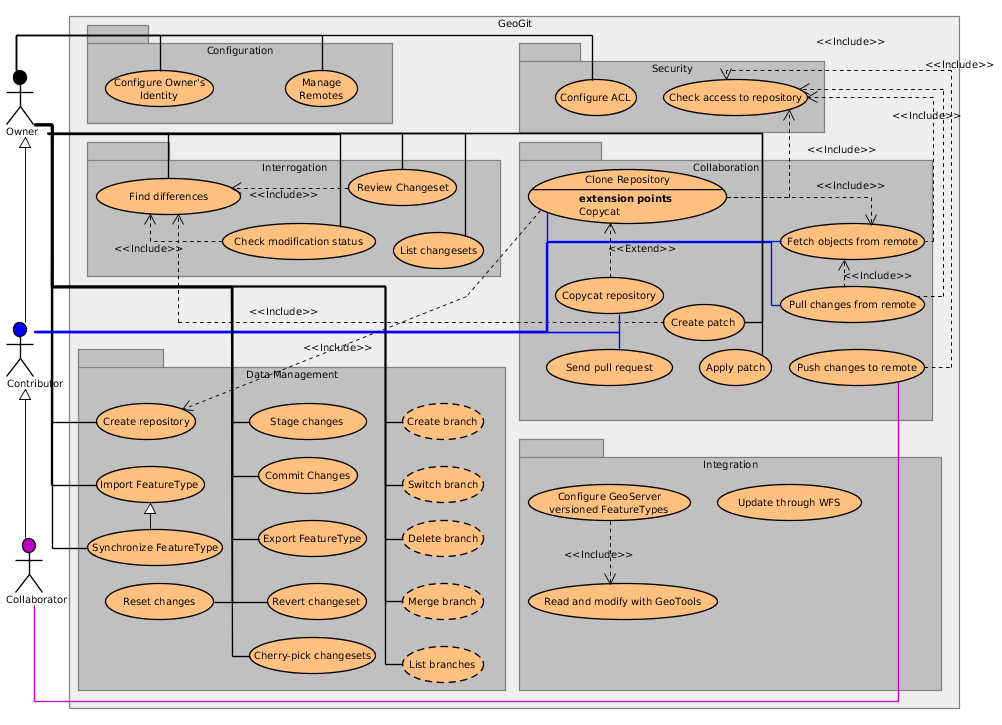 GeoGit
Configuration
Configure Owner's
Identity
Manage
Remotes
<<Include>>
<<Include>>
Security
Configure ACL
Check access to repository
<<Include>>
Owner
Interrogation
Find differences
<<Include>>
Review Changeset
<<Include>>
Check modification status
List changesets
<<Include>>
Collaboration
Clone Repository
extension points
Copycat
<<Include>>
<<Extend>>
Fetch objects from remote
<<Include>>
Copycat repository
Pull changes from remote
<<Include>>
Create patch
<<Include>>
Send pull request
Apply patch
Push changes to remote
Contributor
Data Management
Create repository
Stage changes
Create branch
Import FeatureType
Commit Changes
Switch branch
Synchronize FeatureType
Export FeatureType
Delete branch
Reset changes
Revert changeset
Merge branch
Cherry-pick changesets
List branches
Integration
Configure GeoServer
versioned FeatureTypes
Update through WFS
<<Include>>
Read and modify with GeoTools
Collaborator